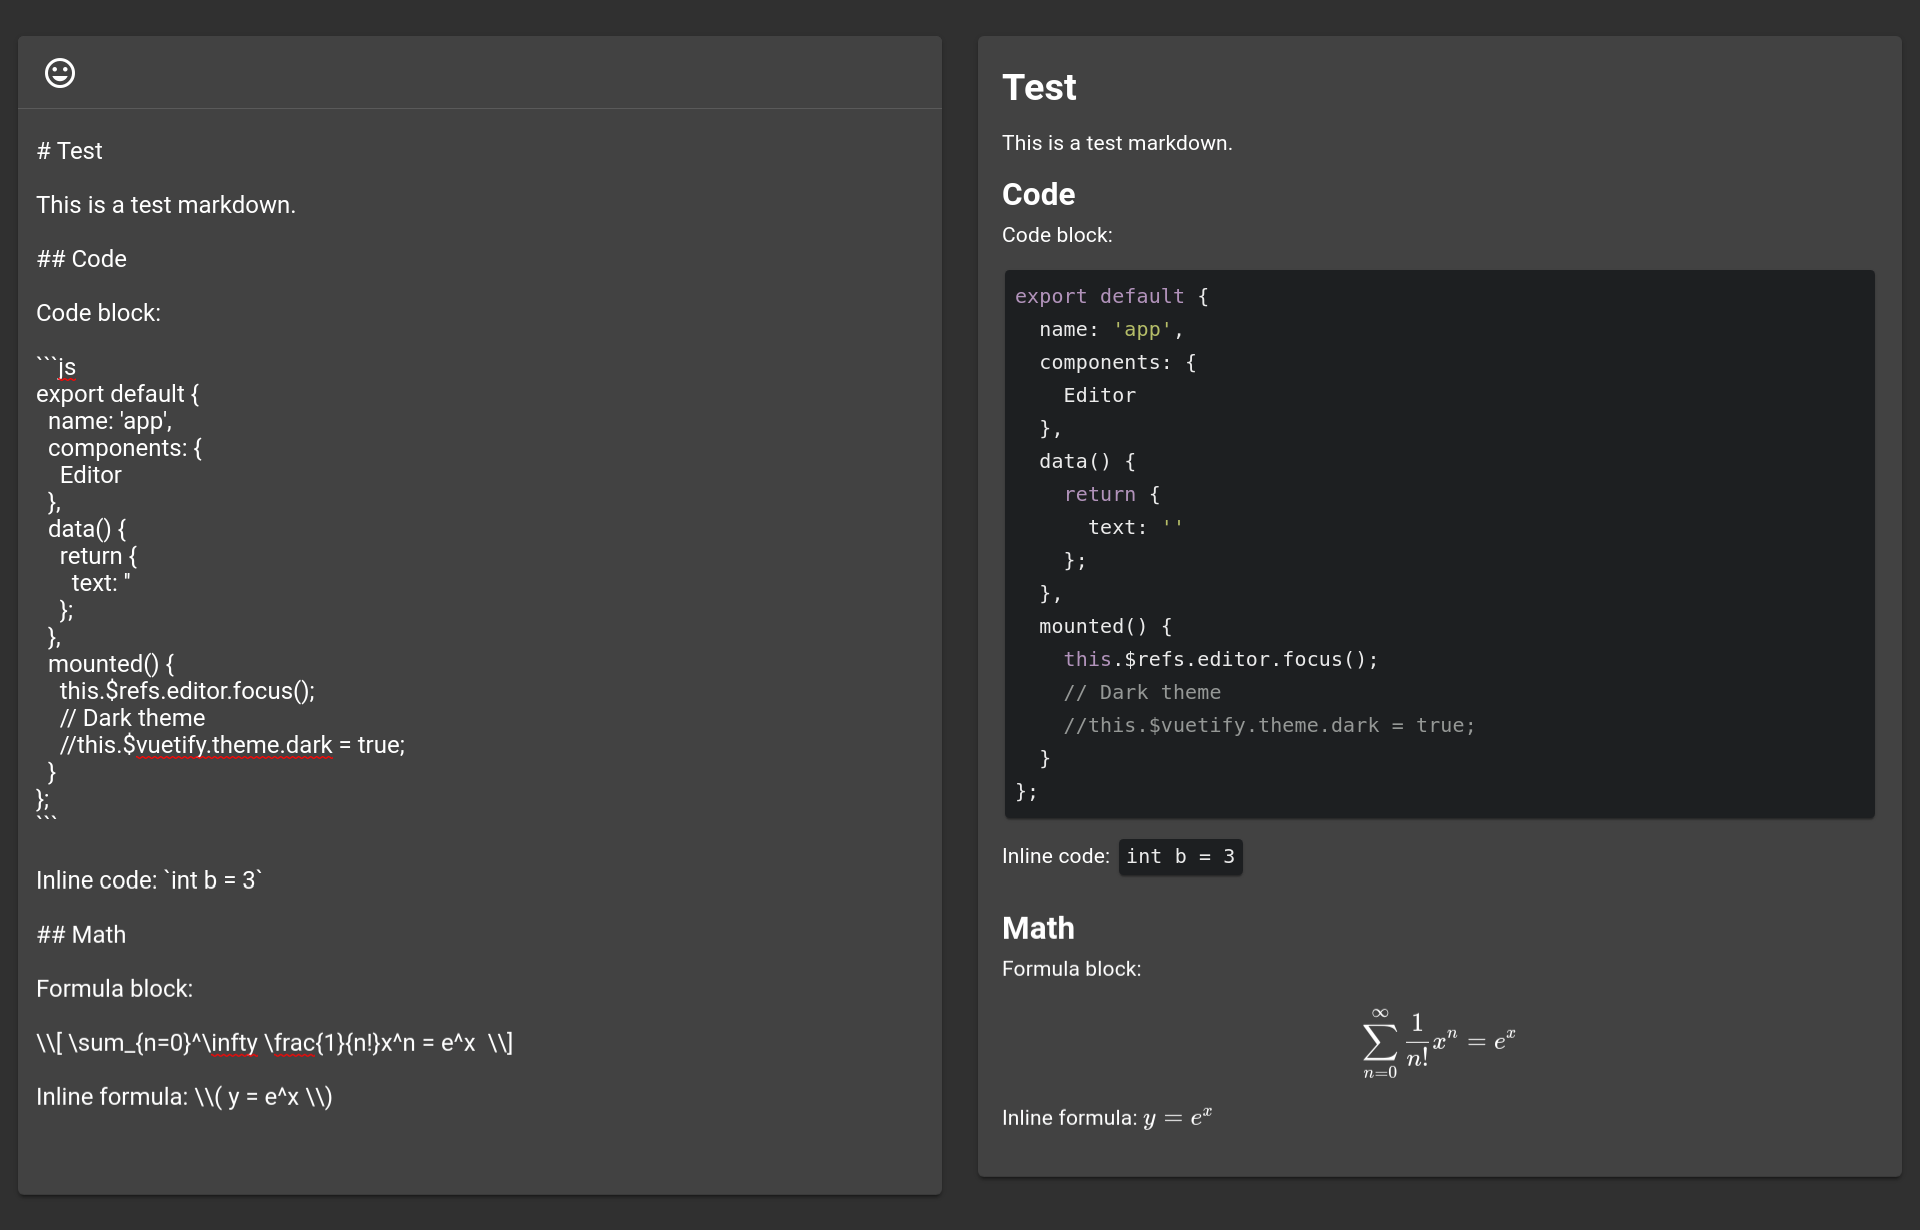 # Test
This is a test markdown.
## Code
Code block:
```js
export default {
  name: 'app',
  components: {
    Editor
  },
  data() {
    return {
      text: ''
    };
  },
  mounted() {
    this.$refs.editor.focus();
    // Dark theme
    //this.$vuetify.theme.dark = true;
  }
};
```
Inline code: `int b = 3`
## Math
Formula block:
\\[ \sum_{n=0}^\infty \frac{1}{n!}x^n = e^x  \\]
Inline formula: \\( y = e^x \\)
Test
This is a test markdown.
Code
Code block:
export default {
  name: 'app',
  components: {
    Editor
  },
  data() {
    return {
      text: ''
    };
  },
  mounted() {
    this.$refs.editor.focus();
    // Dark theme
    //this.$vuetify.theme.dark = true;
  }
};
Inline code: int b = 3
Math
Formula block:
∑_{n=0}^{∞} \frac{1}{n!} x^n = e^x
Inline formula: y = e^x